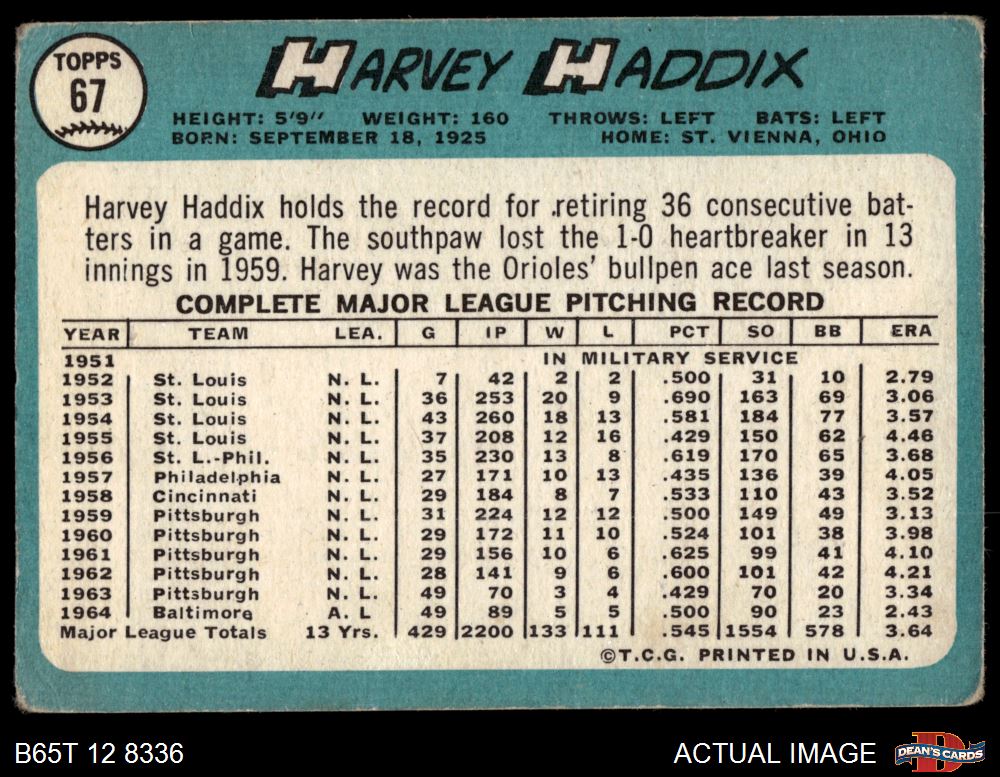 TOPPS
67
HARVEY HADDIX
HEIGHT: 5'9" WEIGHT: 160 THROWS: LEFT BATS: LEFT
BORN: SEPTEMBER 18, 1925 HOME: ST. VIENNA, OHIO
Harvey Haddix holds the record for retiring 36 consecutive bat-
ters in a game. The southpaw lost the 1-0 heartbreaker in 13
innings in 1959. Harvey was the Orioles' bullpen ace last season.
COMPLETE MAJOR LEAGUE PITCHING RECORD
YEAR TEAM LEA. G IP W L PCT SO BB ERA
1951 IN MILITARY SERVICE
1952 St. Louis N. L. 7 42 2 2 .500 31 10 2.79
1953 St. Louis N. L. 36 253 20 9 .690 163 69 3.06
1954 St. Louis N. L. 43 260 18 13 .581 184 77 3.57
1955 St. Louis N. L. 37 208 12 16 .429 150 62 4.46
1956 St. L.-Phil. N. L. 35 230 13 8 .619 170 65 3.68
1957 Philadelphia N. L. 27 171 10 13 .435 136 39 4.05
1958 Cincinnati N. L. 29 184 8 7 .533 110 43 3.52
1959 Pittsburgh N. L. 31 224 12 12 .500 149 49 3.13
1960 Pittsburgh N. L. 29 172 11 10 .524 101 38 3.98
1961 Pittsburgh N. L. 29 156 10 6 .625 99 41 4.10
1962 Pittsburgh N. L. 28 141 9 6 .600 101 42 4.21
1963 Pittsburgh N. L. 49 70 3 4 .429 70 20 3.34
1964 Baltimore A. L 49 89 5 5 .500 90 23 2.43
Major League Totals 13 Yrs. 429 2200 133 111 .545 1554 578 3.64
©T.C.G. PRINTED IN U.S.A.
B65T 12 8336 ACTUAL IMAGE D DEAN'S CARDS